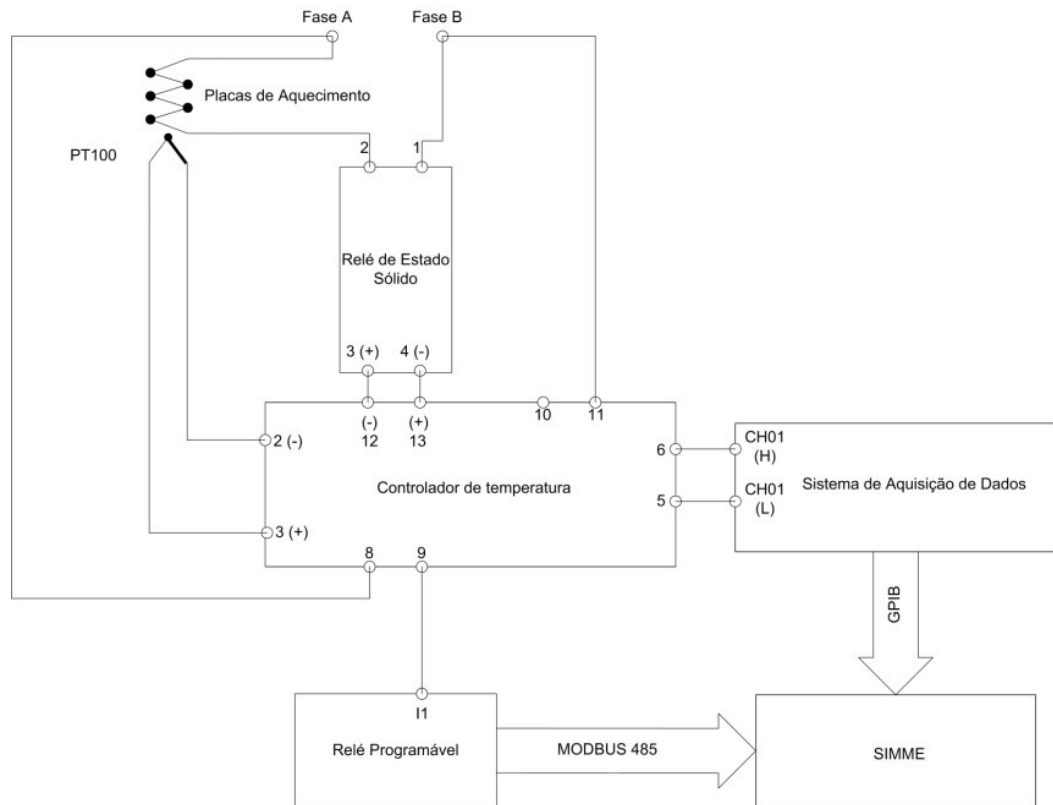 Fase A
Fase B
Placas de Aquecimento
PT100
2
1
Relé de Estado
Sólido
3 (+)
4 (-)
(-)
12
(+)
13
10
11
2 (-)
3 (+)
Controlador de temperatura
6
5
8
9
CH01
(H)
CH01
(L)
Sistema de Aquisição de Dados
GPIB
I1
Relé Programável
MODBUS 485
SIMME